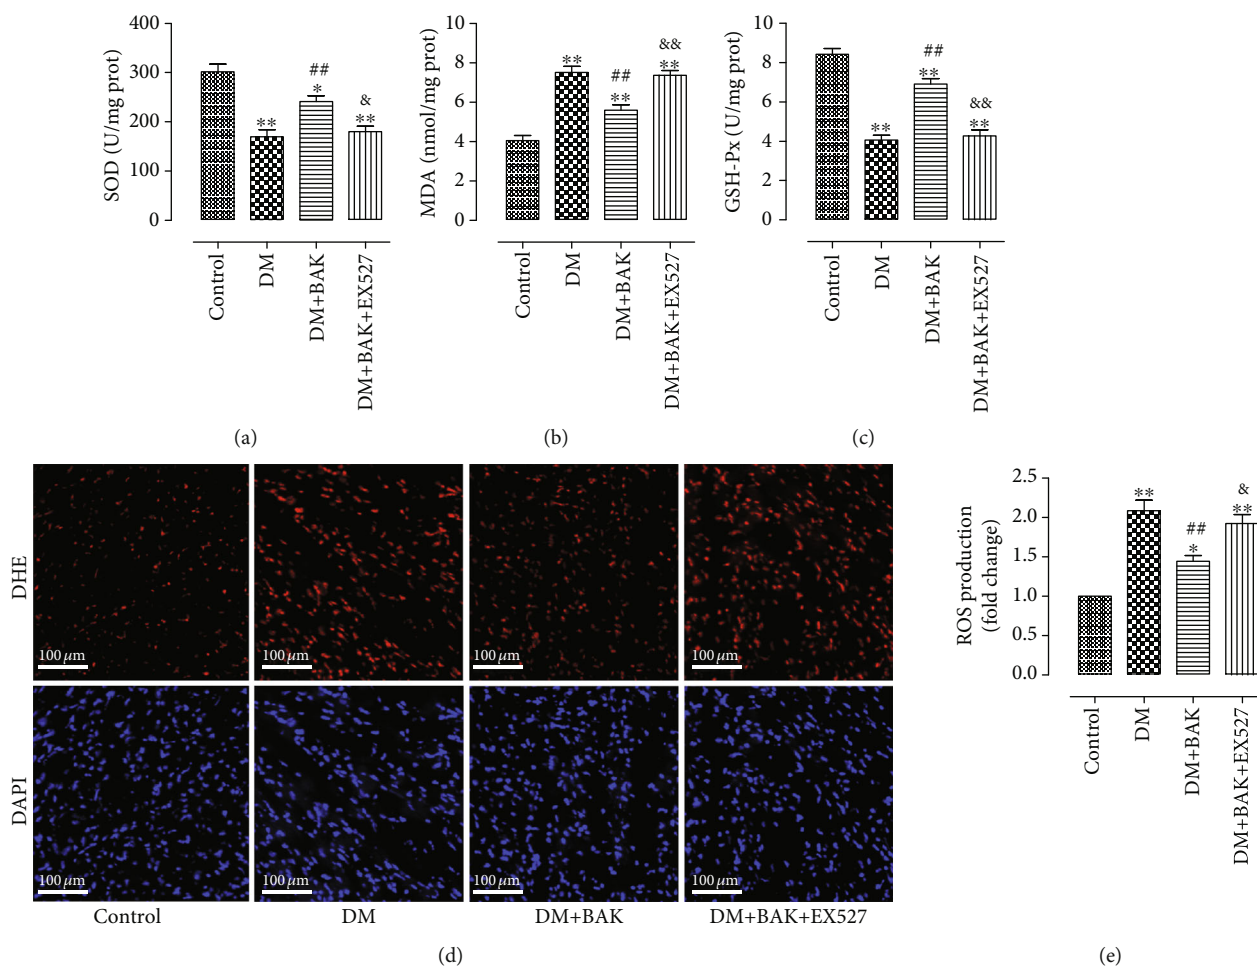 SOD (U/mg prot)
400
300
200
100
0
##
*
**
&
**
Control
DM
DM+BAK
DM+BAK+EX527
(a)
MDA (nmol/mg prot)
10
8
6
4
2
0
**
##
**
&&
**
Control
DM
DM+BAK
DM+BAK+EX527
(b)
GSH-Px (U/mg prot)
10
8
6
4
2
0
**
##
**
&&
**
Control
DM
DM+BAK
DM+BAK+EX527
(c)
DHE
100 μm
100 μm
100 μm
100 μm
DAPI
100 μm
100 μm
100 μm
100 μm
Control
DM
DM+BAK
DM+BAK+EX527
(d)
ROS production
(fold change)
2.5
2.0
1.5
1.0
0.5
0.0
**
##
*
&
**
Control
DM
DM+BAK
DM+BAK+EX527
(e)